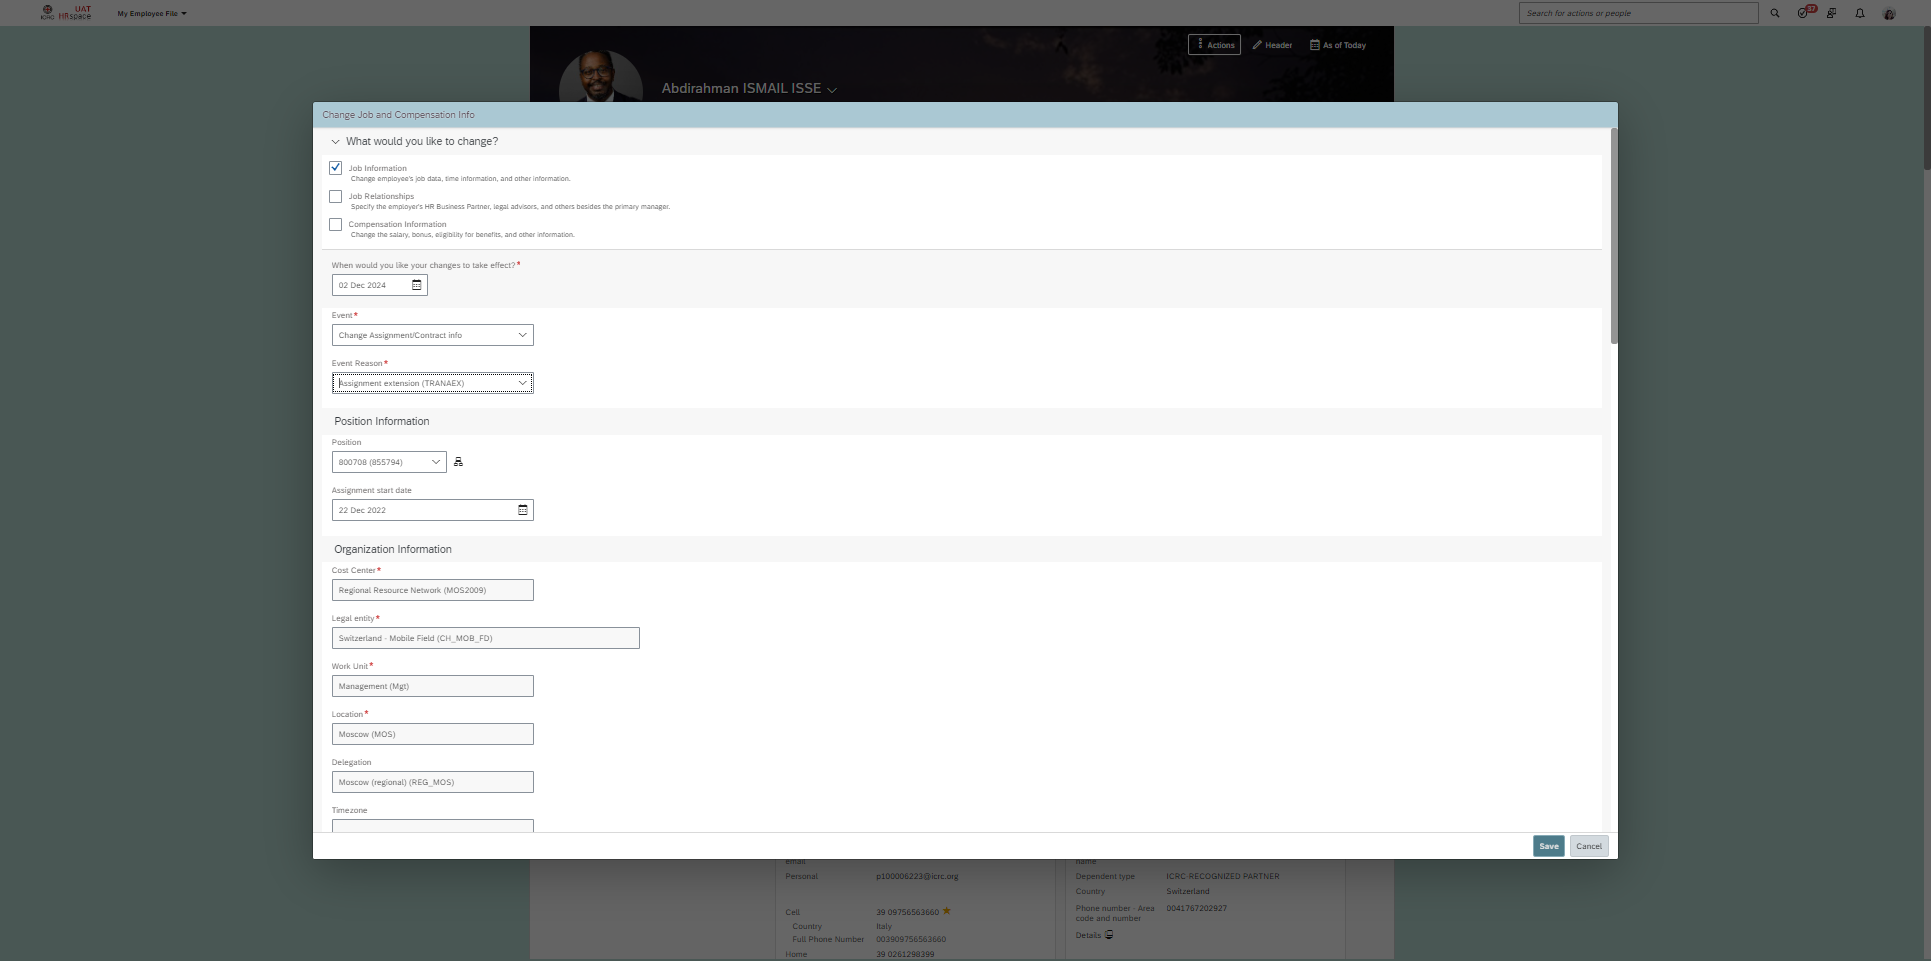 ICRC
UAT
HRspace
My Employee File
Search for actions or people
37
Actions
Header
As of Today
Abdirahman ISMAIL ISSE
Change Job and Compensation Info
What would you like to change?
Job Information
Change employee's job data, time information, and other information.
Job Relationships
Specify the employer's HR Business Partner, legal advisors, and others besides the primary manager.
Compensation Information
Change the salary, bonus, eligibility for benefits, and other information.
When would you like your changes to take effect?*
02 Dec 2024
Event*
Change Assignment/Contract info
Event Reason*
Assignment extension (TRANAEX)
Position Information
Position
800708 (855794)
Assignment start date
22 Dec 2022
Organization Information
Cost Center*
Regional Resource Network (MOS2009)
Legal entity*
Switzerland - Mobile Field (CH_MOB_FD)
Work Unit*
Management (Mgt)
Location*
Moscow (MOS)
Delegation
Moscow (regional) (REG_MOS)
Timezone
Save
Cancel
email
Personal p100006223@icrc.org
Cell 39 09756563660
Country Italy
Full Phone Number 003909756563660
Home 39 0261298399
name
Dependent type ICRC-RECOGNIZED PARTNER
Country Switzerland
Phone number - Area code and number 0041767202927
Details